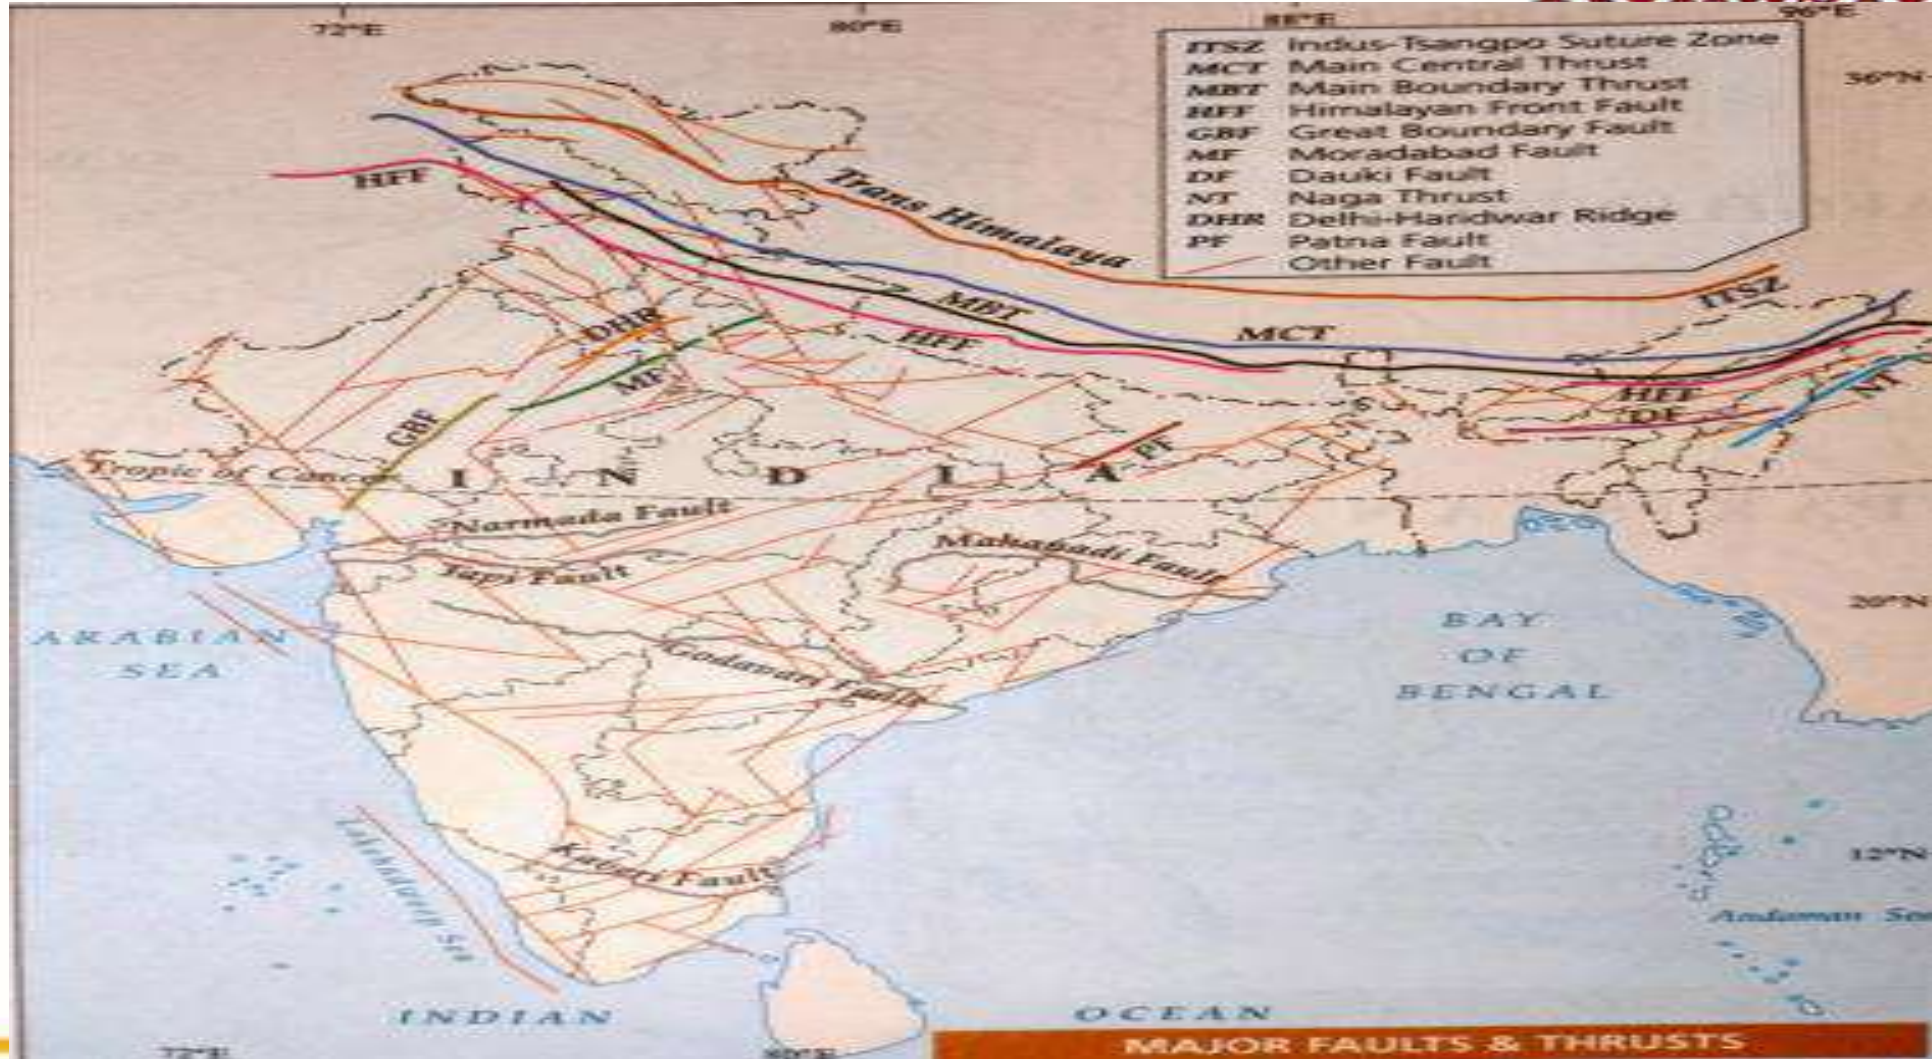 72°E
80°E
88°E
96°E
ITSZ Indus-Tsangpo Suture Zone
MCT Main Central Thrust
MBT Main Boundary Thrust
HFF Himalayan Front Fault
GBF Great Boundary Fault
MF Moradabad Fault
DF Dauki Fault
NT Naga Thrust
DHR Delhi-Haridwar Ridge
PF Patna Fault
Other Fault
36°N
HFF
Trans Himalaya
ITSZ
MBT
MCT
HFF
DHR
MF
HFF
DF
NT
GBF
PF
Tropic of Cancer
I N D I A
Narmada Fault
Tapi Fault
Mahanadi Fault
20°N
ARABIAN
SEA
BAY
OF
BENGAL
Godavari Fault
Kaveri Fault
Lakshadweep Sea
12°N
Andaman Sea
INDIAN OCEAN
72°E
80°E
MAJOR FAULTS & THRUSTS